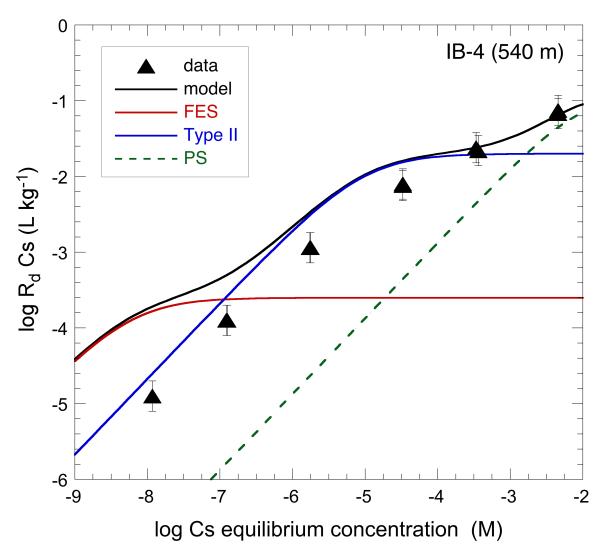 IB-4 (540 m)
data
model
FES
Type II
PS
0
-1
-2
-3
-4
-5
-6
log R_d Cs (L kg⁻¹)
-9 -8 -7 -6 -5 -4 -3 -2
log Cs equilibrium concentration (M)